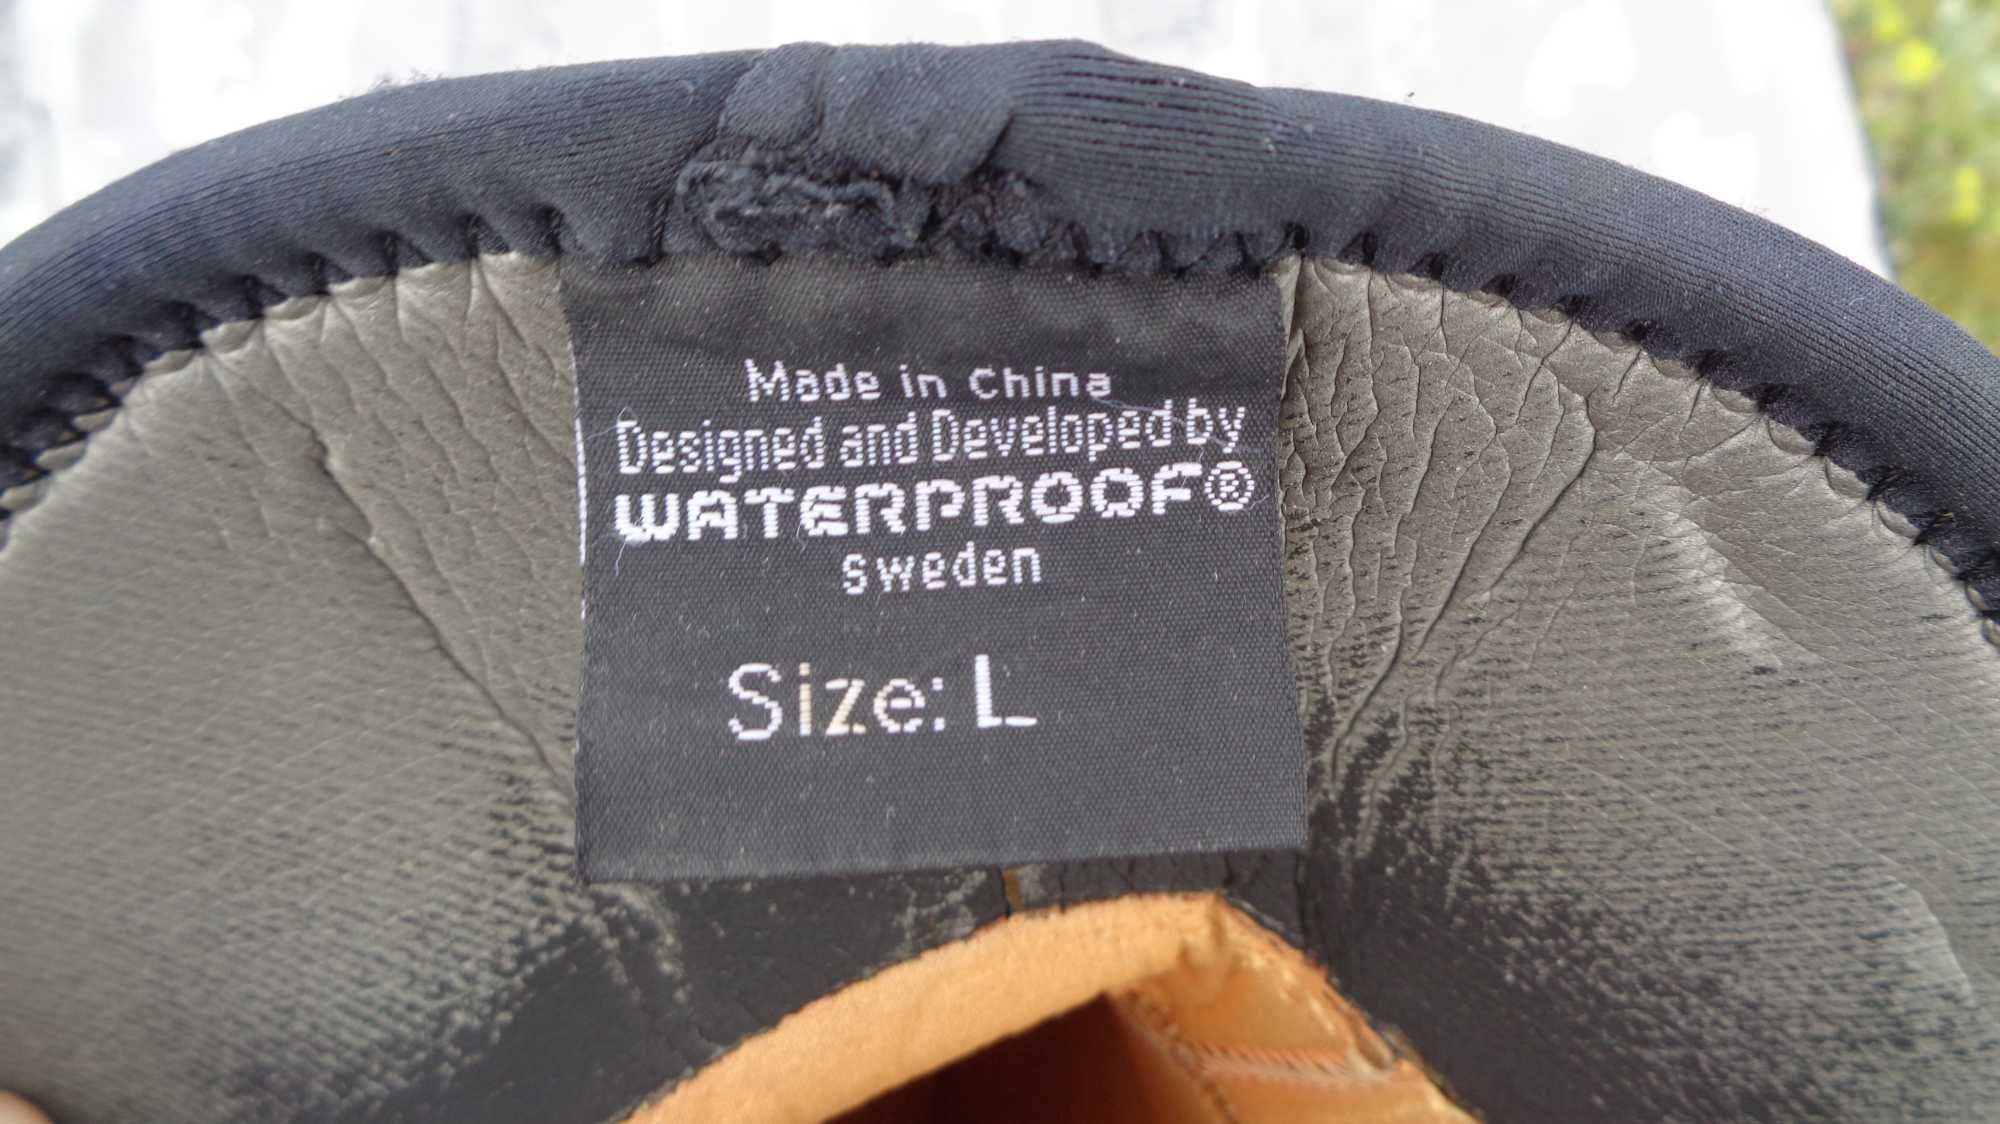 Made in China
Designed and Developed by
WATERPROOF®
sweden
Size: L